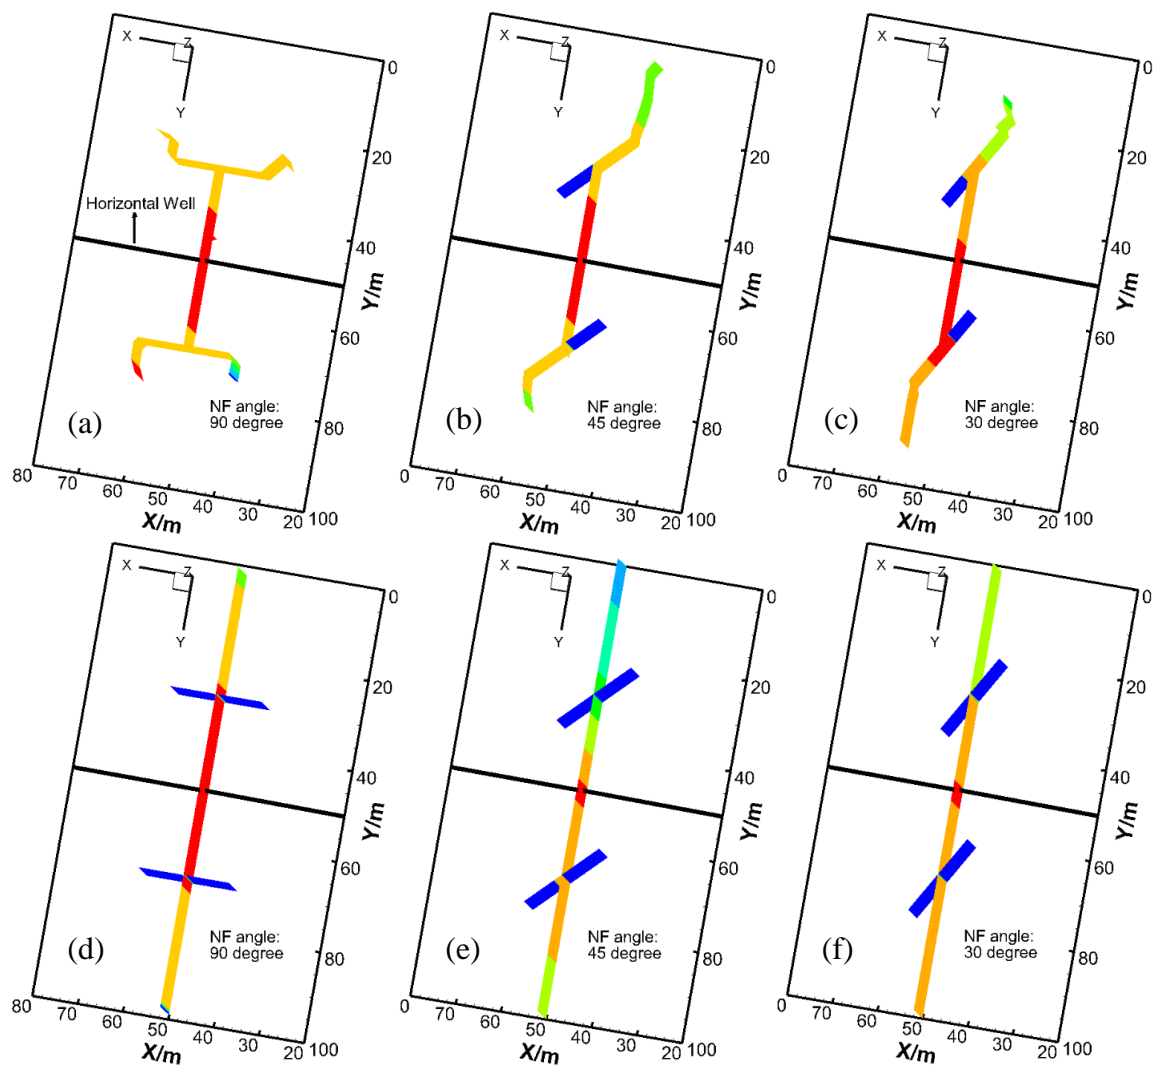 X Z Y
X Z Y
X Z Y
0
0
0
20
20
20
Horizontal Well
40
40
40
Y/m
Y/m
Y/m
60
60
60
(a)
NF angle:
90 degree
(b)
NF angle:
45 degree
(c)
NF angle:
30 degree
80
80
80
80 70 60 50 40 30 20 100
X/m
0 70 60 50 40 30 20 100
X/m
0 70 60 50 40 30 20 100
X/m
X Z Y
X Z Y
X Z Y
0
0
0
20
20
20
40
40
40
Y/m
Y/m
Y/m
60
60
60
(d)
NF angle:
90 degree
(e)
NF angle:
45 degree
(f)
NF angle:
30 degree
80
80
80
80 70 60 50 40 30 20 100
X/m
0 70 60 50 40 30 20 100
X/m
0 70 60 50 40 30 20 100
X/m